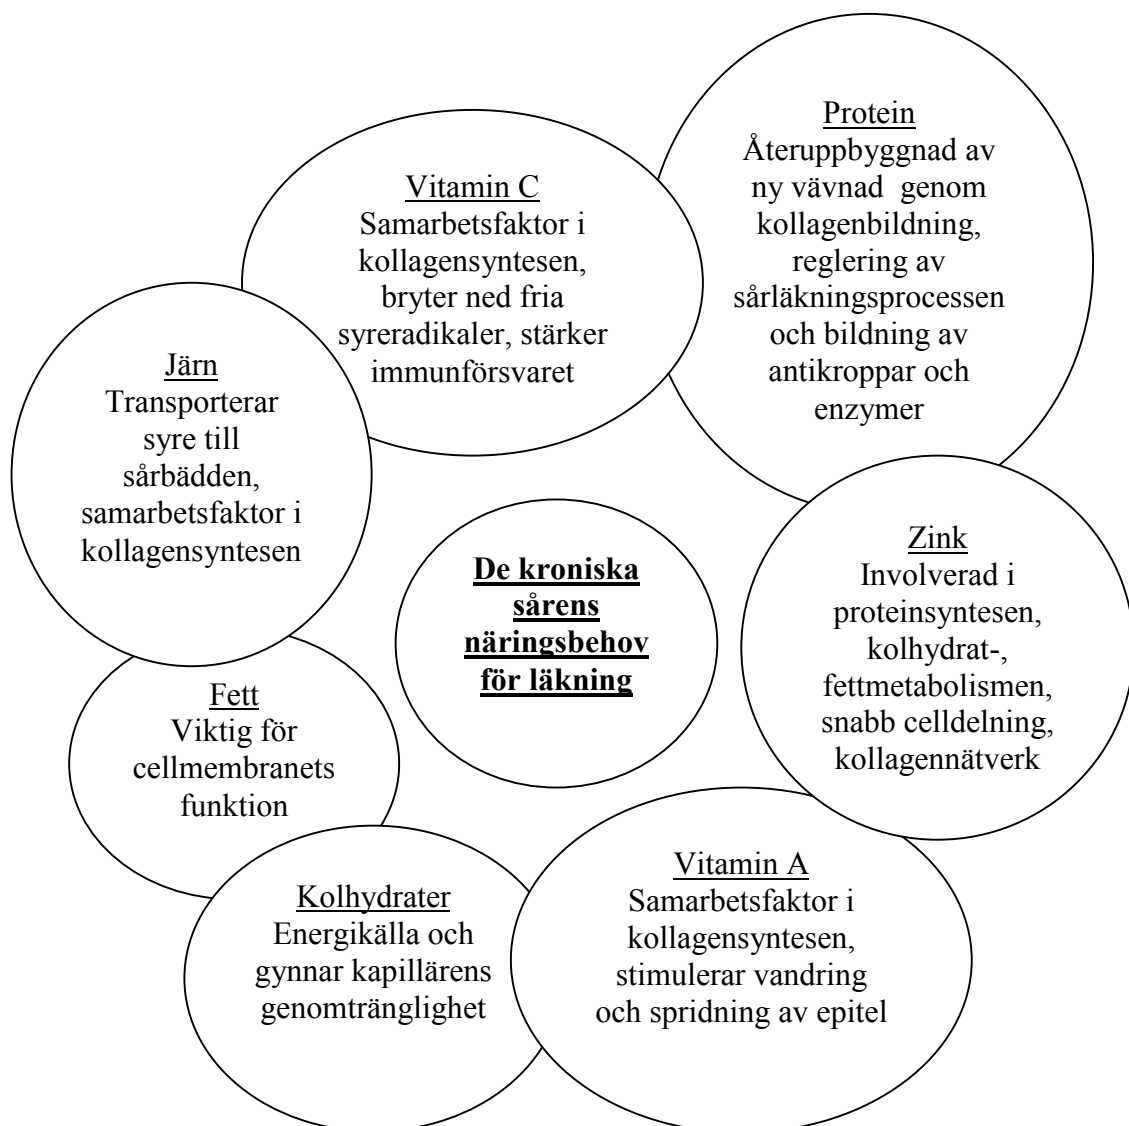 Protein
Återuppbyggnad av
ny vävnad  genom
kollagenbildning,
reglering av
sårläkningsprocessen
och bildning av
antikroppar och
enzymer
Vitamin C
Samarbetsfaktor i
kollagensyntesen,
bryter ned fria
syreradikaler, stärker
immunförsvaret
Järn
Transporterar
syre till
sårbädden,
samarbetsfaktor i
kollagensyntesen
De kroniska
sårens
näringsbehov
för läkning
Zink
Involverad i
proteinsyntesen,
kolhydrat-,
fettmetabolismen,
snabb celldelning,
kollagennätverk
Fett
Viktig för
cellmembranets
funktion
Kolhydrater
Energikälla och
gynnar kapillärens
genomtränglighet
Vitamin A
Samarbetsfaktor i
kollagensyntesen,
stimulerar vandring
och spridning av epitel